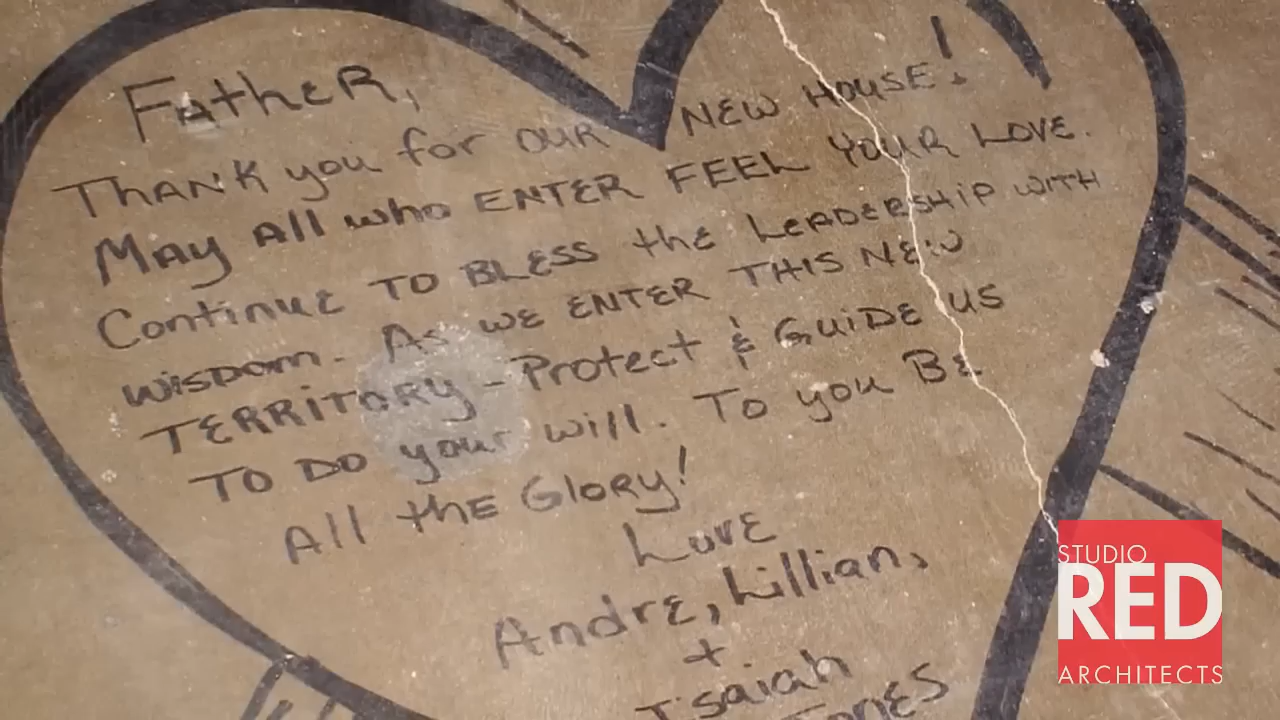 Father,
Thank you for our new house!
May all who enter feel your love.
Continue to bless the leadership with
wisdom. As we enter this new
territory - Protect & guide us
to do your will. To you be
all the glory!
Love
Andre, Lillian,
+
Isaiah
Jones
STUDIO
RED
ARCHITECTS